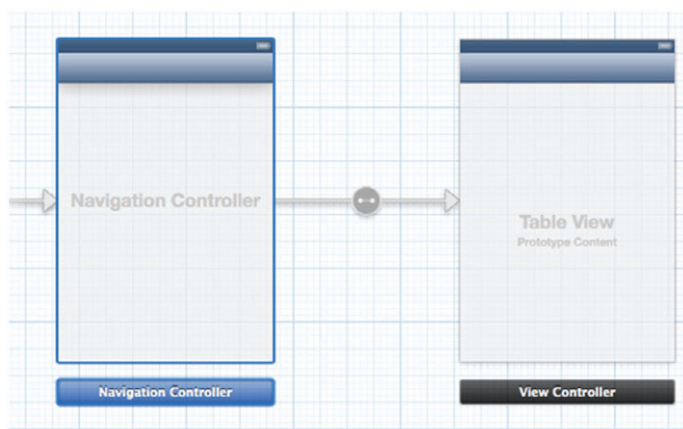 Navigation Controller
Table View
Prototype Content
Navigation Controller
View Controller